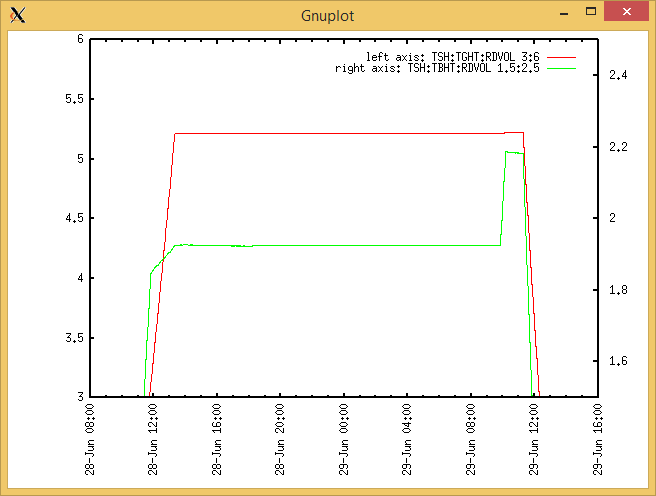 Gnuplot
left axis: TSH:TGHT:RDVOL 3:6
right axis: TSH:TBHT:RDVOL 1.5:2.5
6
5.5
5
4.5
4
3.5
3
2.4
2.2
2
1.8
1.6
28-Jun 08:00
28-Jun 12:00
28-Jun 16:00
28-Jun 20:00
29-Jun 00:00
29-Jun 04:00
29-Jun 08:00
29-Jun 12:00
29-Jun 16:00